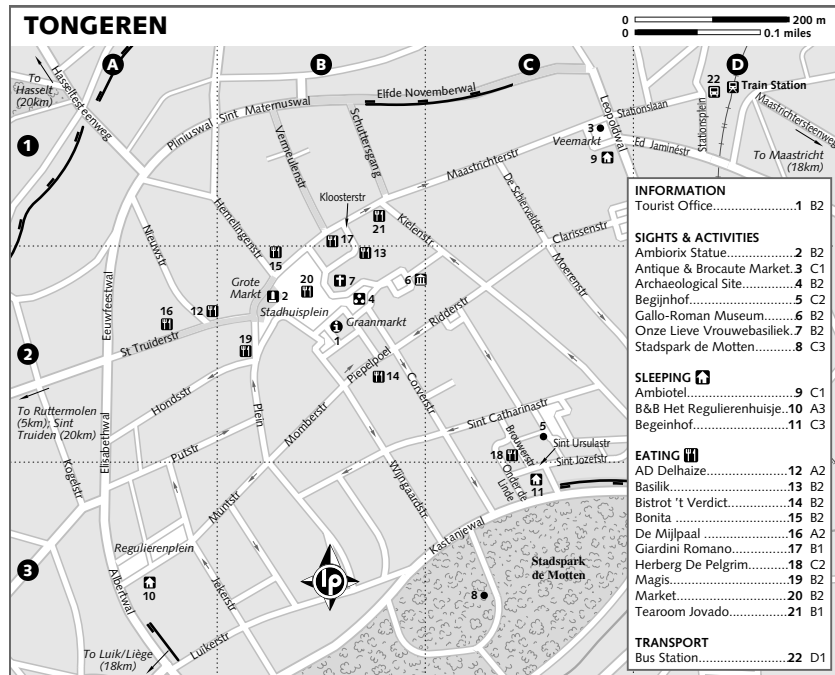 TONGEREN
0 200 m
0 0.1 miles
A
B
C
D
1
2
3
To
Hasselt
(20km)
Hasseltesteenweg
Pliniuswal
Sint Maternuswal
Elfde Novemberwal
Leopoldwal
Stationslaan
22
Train Station
Stationsplein
Maastrichtersteenweg
3
Veemarkt
9
Ed Jaminéstr
To Maastricht
(18km)
Vermeulenstr
Schuttersgang
Maastrichterstr
Kloosterstr
De Schiervelstr
Hemelingenstr
21
Kielenstr
17
13
15
Clarissenstr
Moerenstr
Nieuwstr
Eeuwfeestwal
Grote
Markt
20
7
6
2
4
Stadhuisplein
16
12
1
Graanmarkt
Ridderstr
St Truiderstr
19
Piepelpoel
14
To Ruttermolen
(5km); Sint
Truiden (20km)
Hondsstr
Plein
Momberstr
Corverstr
Sint Catharinastr
5
Elisabethwal
Putstr
Brouwerstr
18
Sint Ursulastr
Sint Jozefstr
Onder de
Linde
11
Kogelstr
Muntstr
Wijngaardstr
Kastanjewal
Regulierenplein
Stadspark
de Motten
10
Albertwal
Jekerstr
lp
8
Luikerstr
To Luik/Liège
(18km)
INFORMATION
Tourist Office 1 B2
SIGHTS & ACTIVITIES
Ambiorix Statue 2 B2
Antique & Brocaute Market 3 C1
Archaeological Site 4 B2
Begijnhof 5 C2
Gallo-Roman Museum 6 B2
Onze Lieve Vrouwebasiliek 7 B2
Stadspark de Motten 8 C3
SLEEPING
Ambiotel 9 C1
B&B Het Regulierenhuisje 10 A3
Begeinhof 11 C3
EATING
AD Delhaize 12 A2
Basilik 13 B2
Bistrot 't Verdict 14 B2
Bonita 15 B2
De Mijlpaal 16 A2
Giardini Romano 17 B1
Herberg De Pelgrim 18 C2
Magis 19 B2
Market 20 B2
Tearoom Jovado 21 B1
TRANSPORT
Bus Station 22 D1